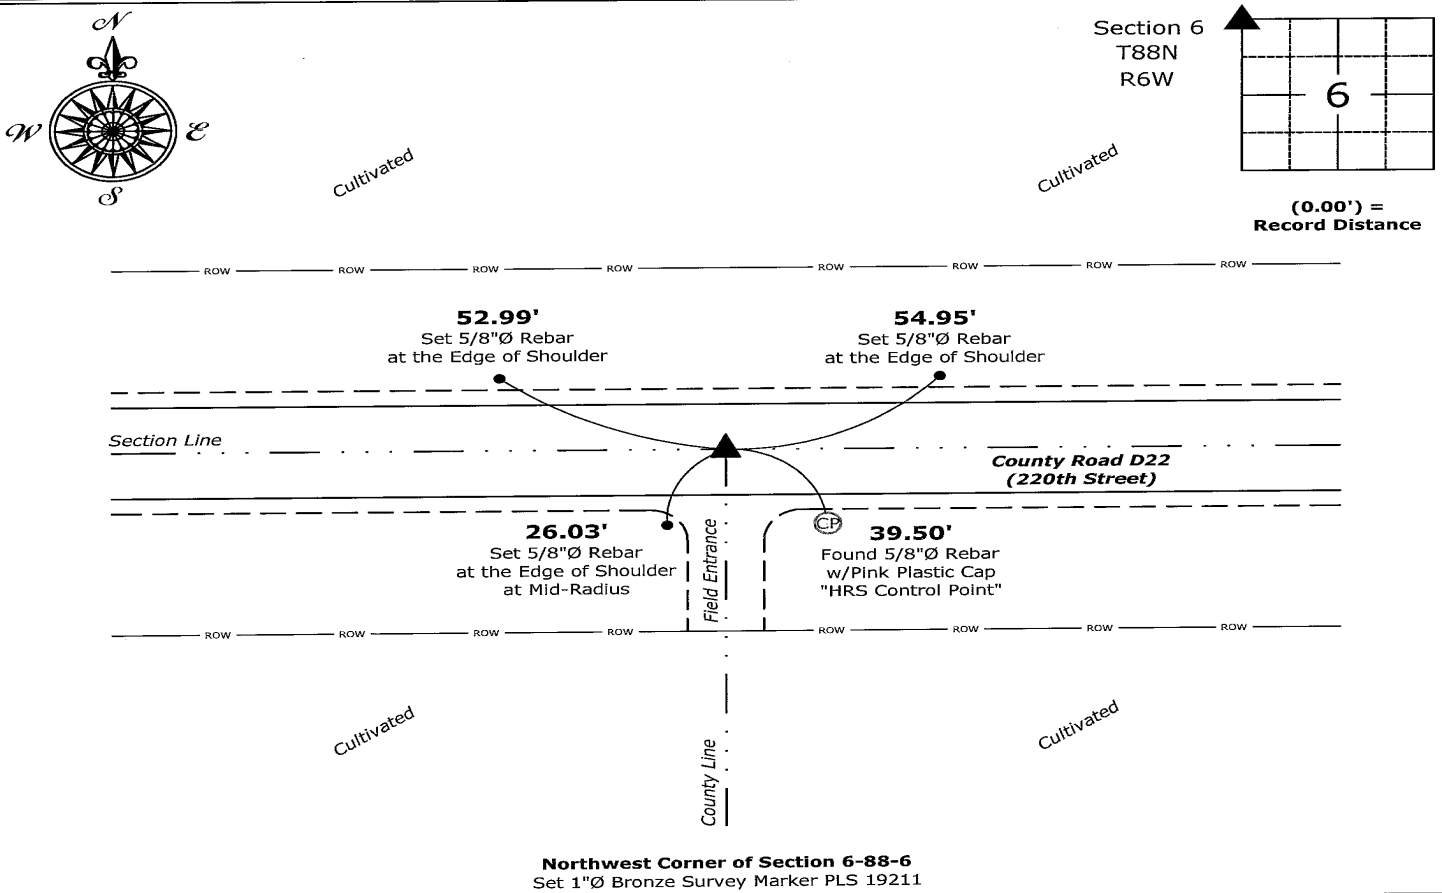 N
W
E
S
Section 6
T88N
R6W
6
(0.00') =
Record Distance
Cultivated
Cultivated
ROW ROW ROW ROW ROW ROW ROW ROW
52.99'
Set 5/8"Ø Rebar
at the Edge of Shoulder
54.95'
Set 5/8"Ø Rebar
at the Edge of Shoulder
Section Line
County Road D22
(220th Street)
26.03'
Set 5/8"Ø Rebar
at the Edge of Shoulder
at Mid-Radius
Field Entrance
CP
39.50'
Found 5/8"Ø Rebar
w/Pink Plastic Cap
"HRS Control Point"
ROW ROW ROW ROW ROW ROW ROW ROW
Cultivated
County Line
Cultivated
Northwest Corner of Section 6-88-6
Set 1"Ø Bronze Survey Marker PLS 19211